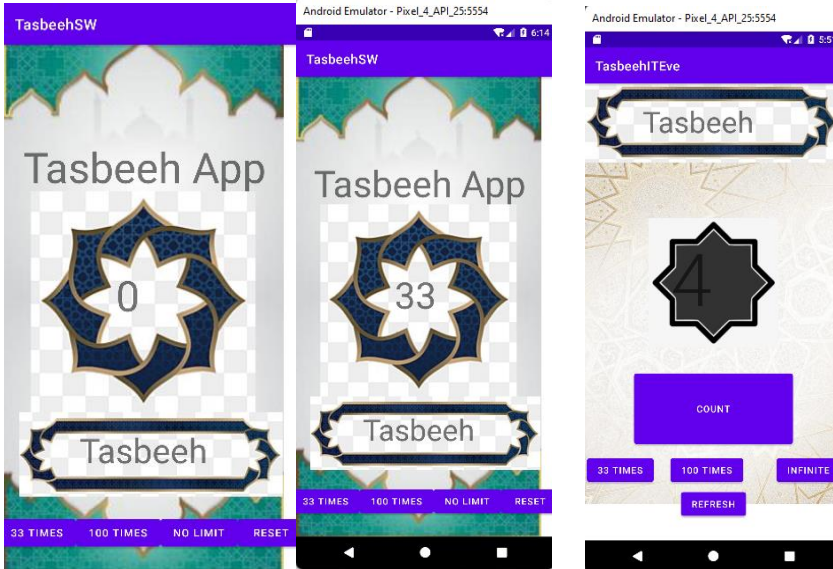 TasbeehSW
Tasbeeh App
0
Tasbeeh
33 TIMES
100 TIMES
NO LIMIT
RESET
Android Emulator - Pixel_4_API_25:5554
6:14
TasbeehSW
Tasbeeh App
33
Tasbeeh
33 TIMES
100 TIMES
NO LIMIT
RESET
Android Emulator - Pixel_4_API_25:5554
TasbeehITEve
Tasbeeh
4
COUNT
33 TIMES
100 TIMES
INFINITE
REFRESH